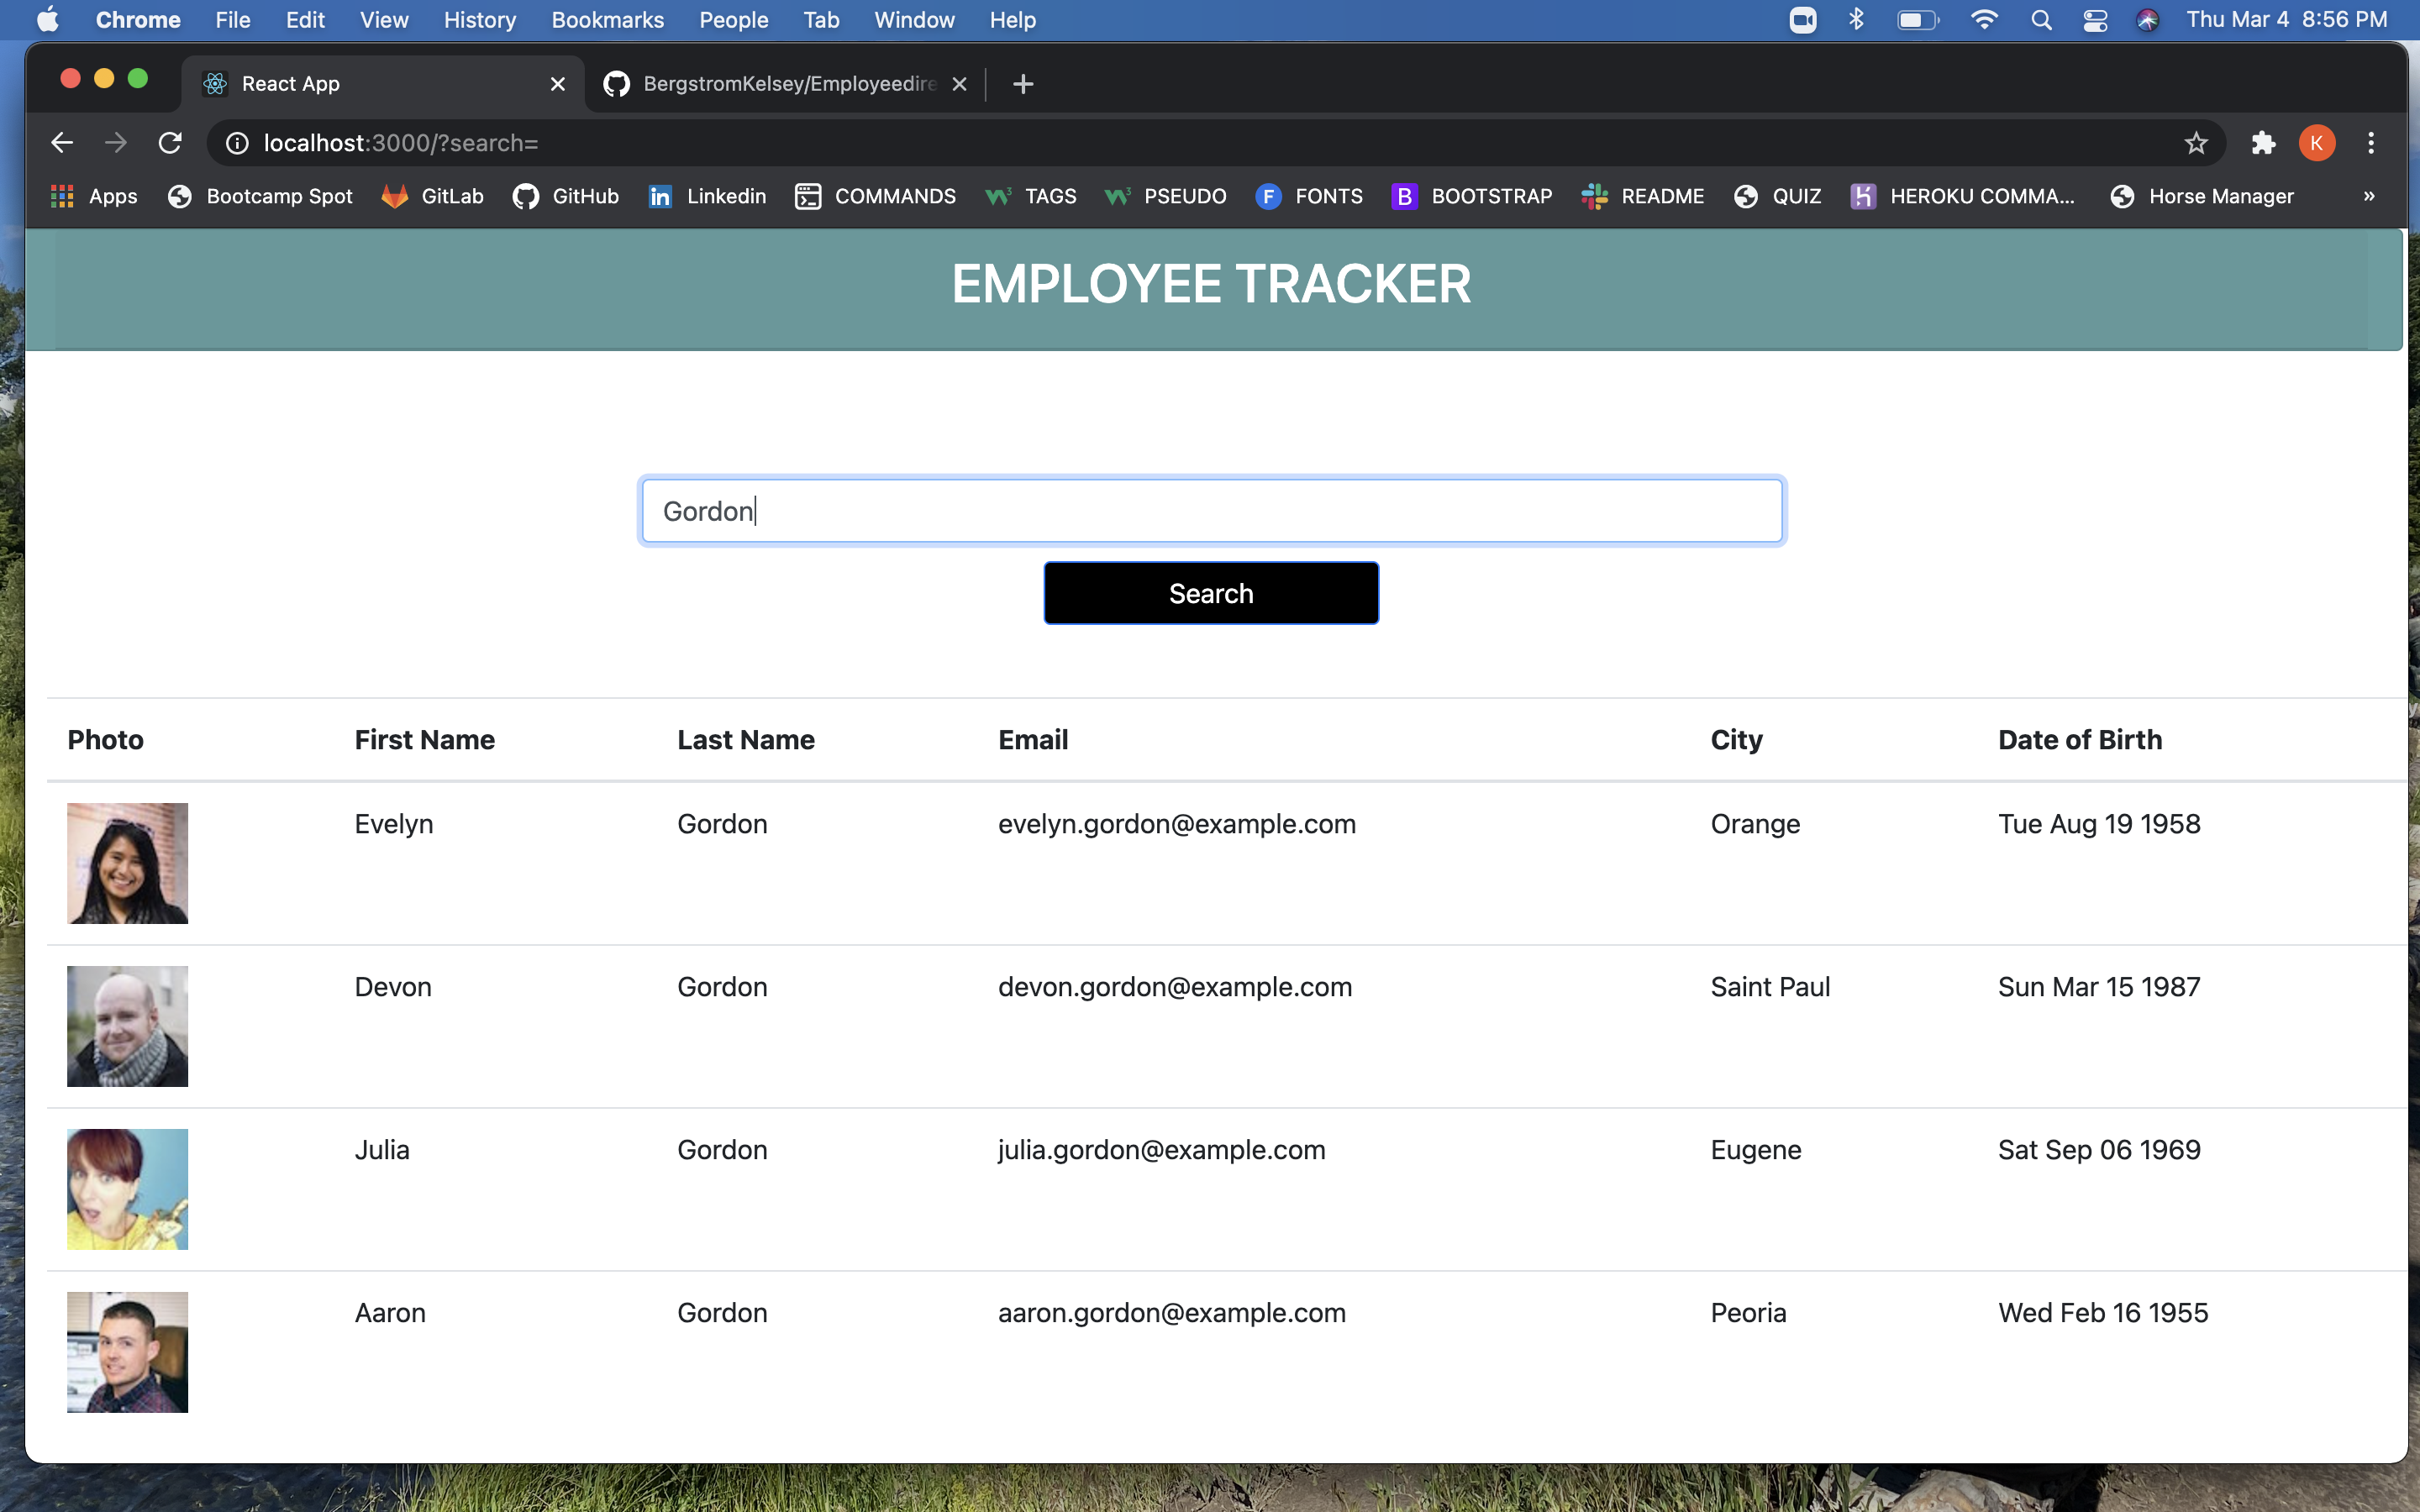 Chrome File Edit View History Bookmarks People Tab Window Help Thu Mar 4 8:56 PM
React App BergstromKelsey/Employeedire
localhost:3000/?search= K
Apps Bootcamp Spot GitLab GitHub Linkedin COMMANDS TAGS PSEUDO FONTS BOOTSTRAP README QUIZ HEROKU COMMA... Horse Manager »
EMPLOYEE TRACKER
Gordon
Search
Photo First Name Last Name Email City Date of Birth
Evelyn Gordon evelyn.gordon@example.com Orange Tue Aug 19 1958
Devon Gordon devon.gordon@example.com Saint Paul Sun Mar 15 1987
Julia Gordon julia.gordon@example.com Eugene Sat Sep 06 1969
Aaron Gordon aaron.gordon@example.com Peoria Wed Feb 16 1955